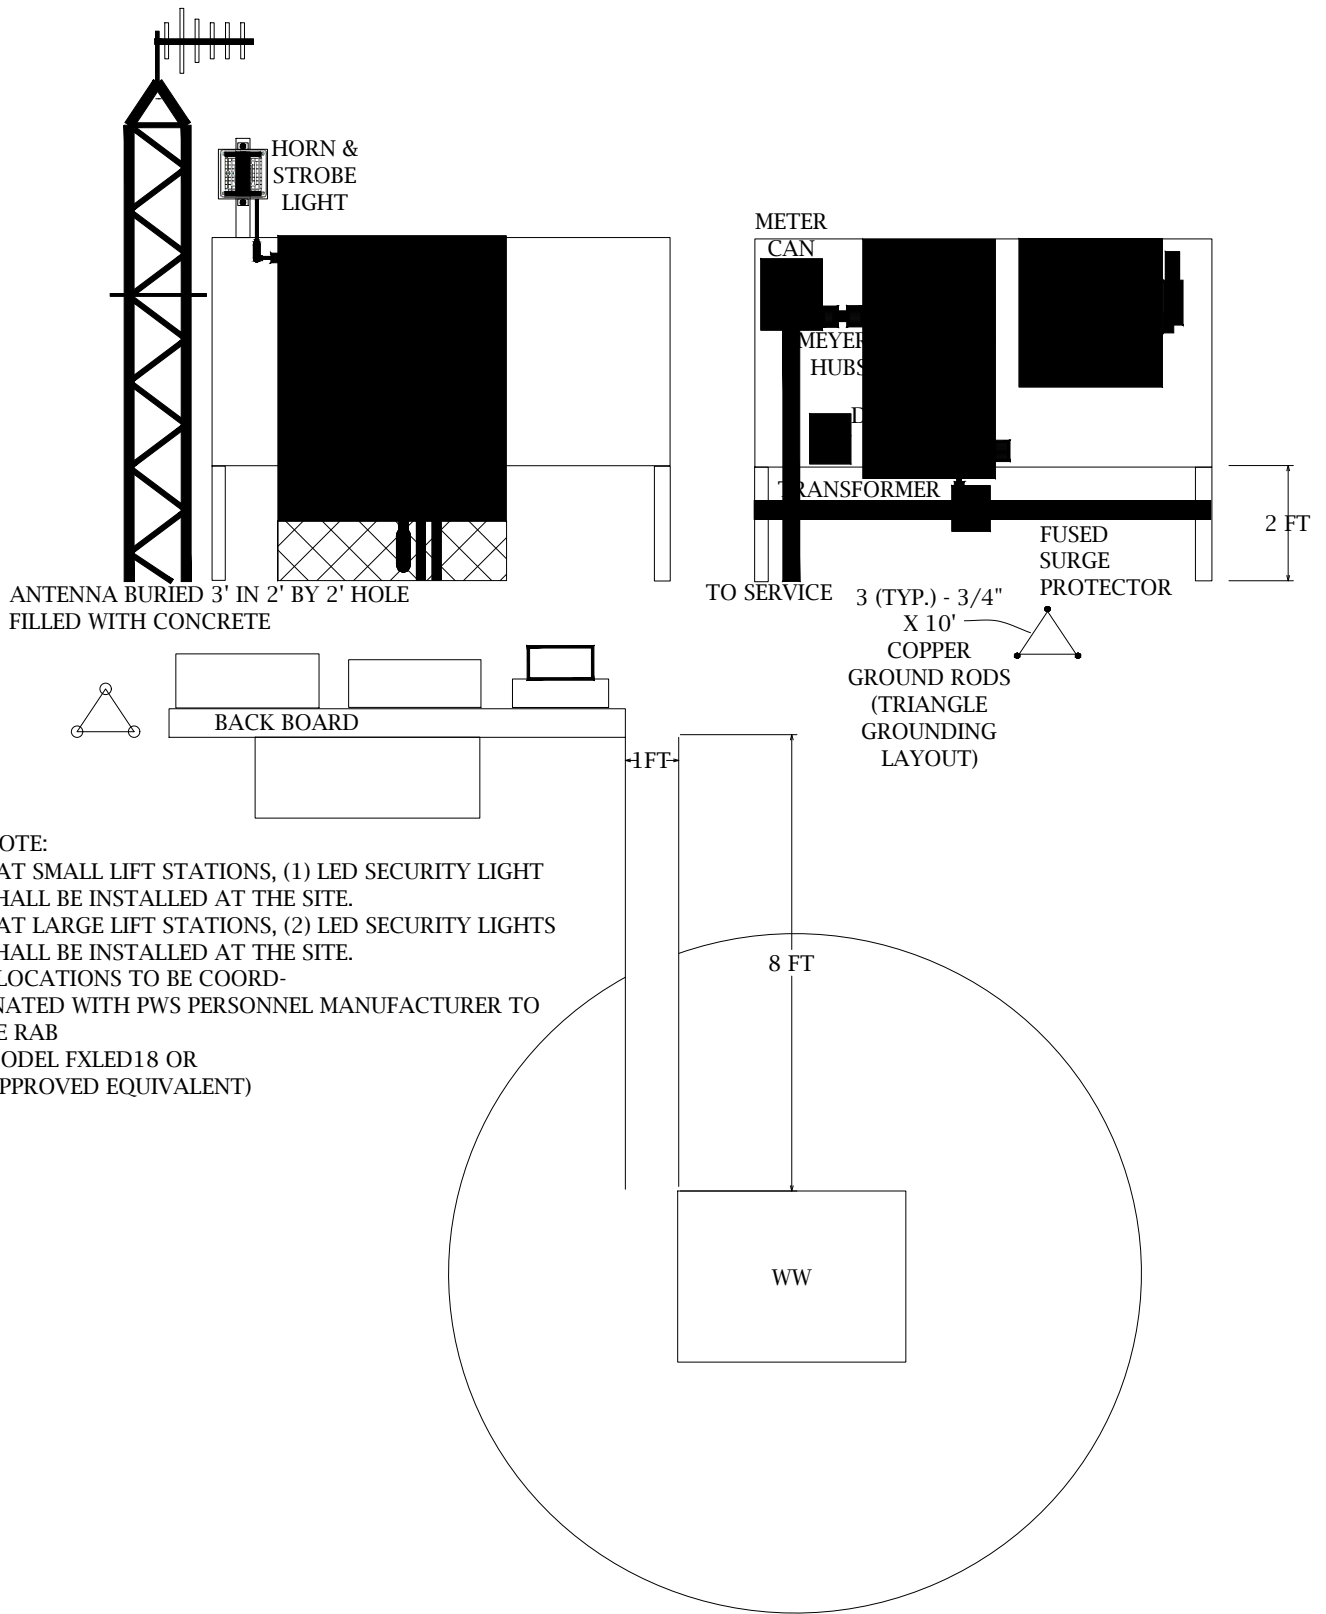 HORN &
STROBE
LIGHT
METER
CAN
MEYER
HUBS
D
TRANSFORMER
2 FT
FUSED
SURGE
PROTECTOR
ANTENNA BURIED 3' IN 2' BY 2' HOLE
FILLED WITH CONCRETE
TO SERVICE
3 (TYP.) - 3/4"
X 10'
COPPER
GROUND RODS
(TRIANGLE
GROUNDING
LAYOUT)
BACK BOARD
1FT
8 FT
OTE:
AT SMALL LIFT STATIONS, (1) LED SECURITY LIGHT
HALL BE INSTALLED AT THE SITE.
AT LARGE LIFT STATIONS, (2) LED SECURITY LIGHTS
HALL BE INSTALLED AT THE SITE.
LOCATIONS TO BE COORD-
NATED WITH PWS PERSONNEL MANUFACTURER TO
E RAB
ODEL FXLED18 OR
PPROVED EQUIVALENT)
WW